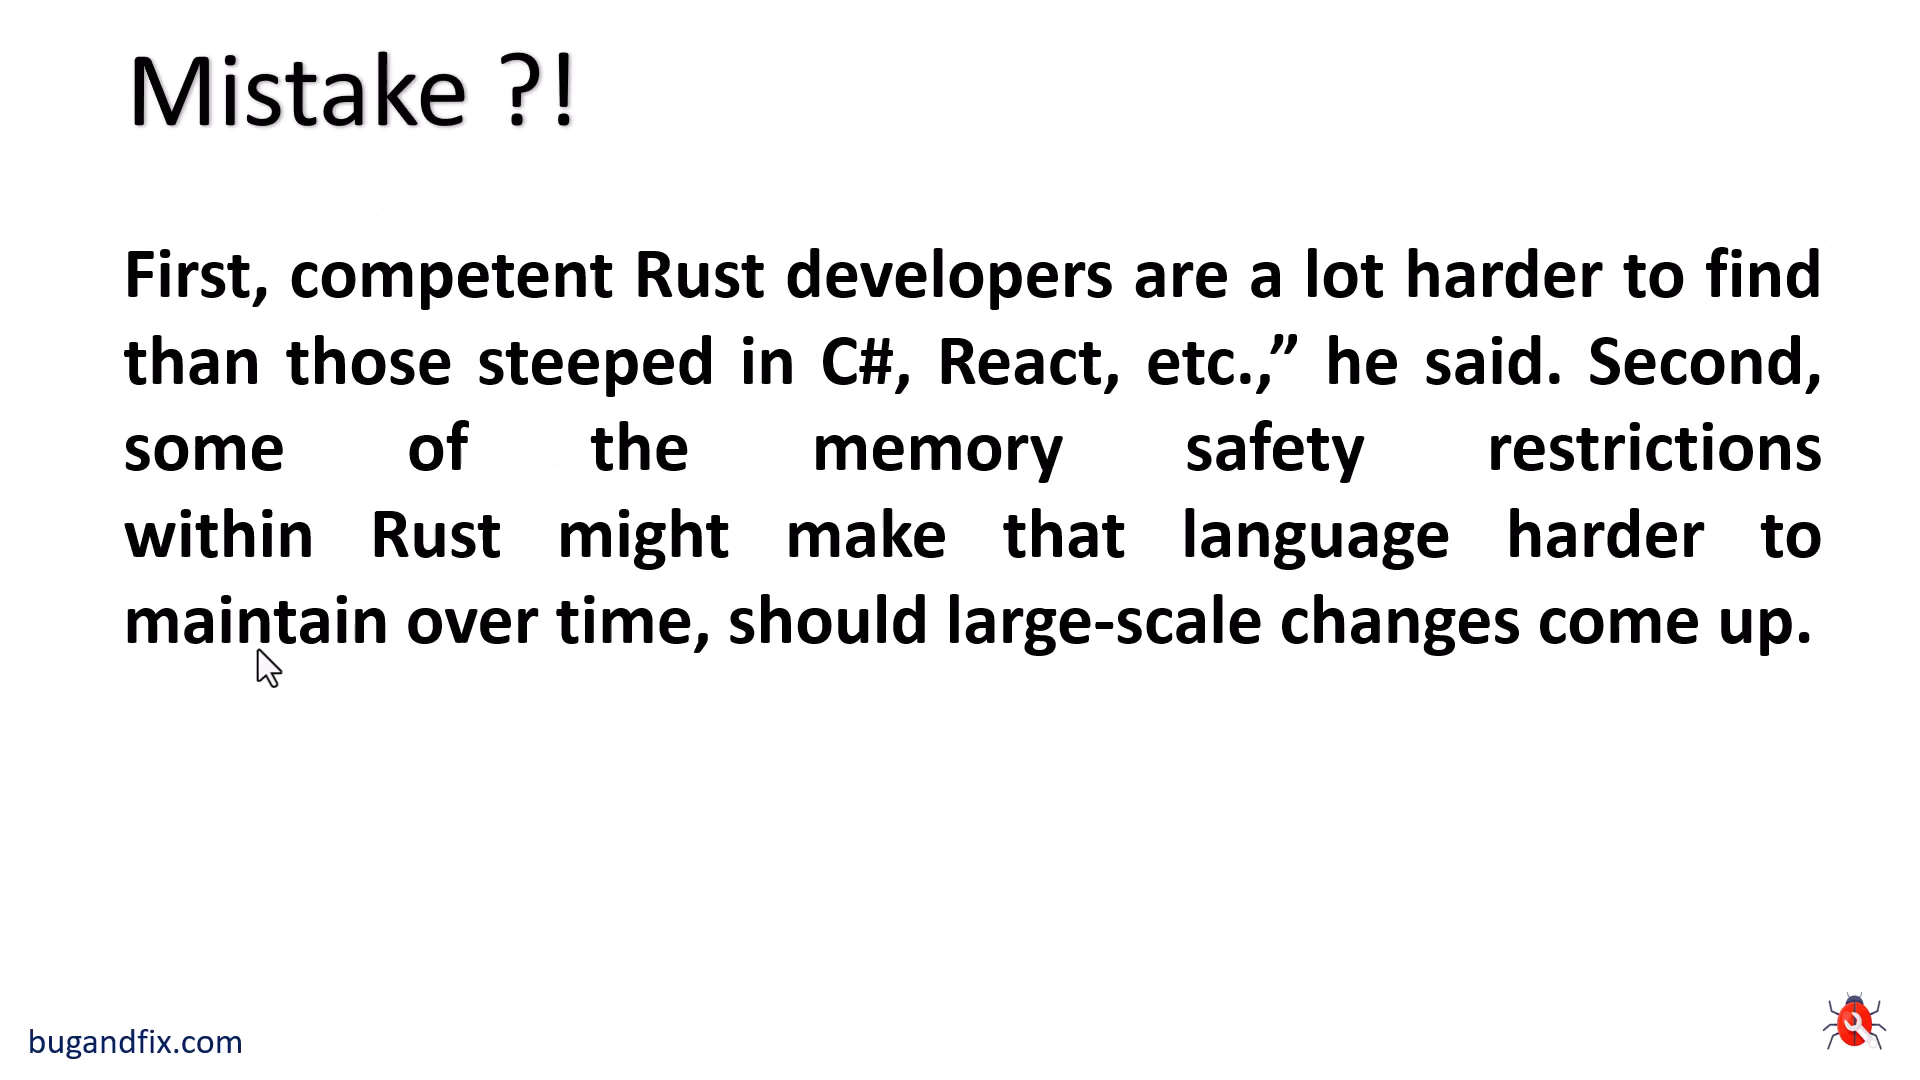 Mistake ?!
First, competent Rust developers are a lot harder to find
than those steeped in C#, React, etc.,” he said. Second,
some of the memory safety restrictions
within Rust might make that language harder to
maintain over time, should large-scale changes come up.
bugandfix.com